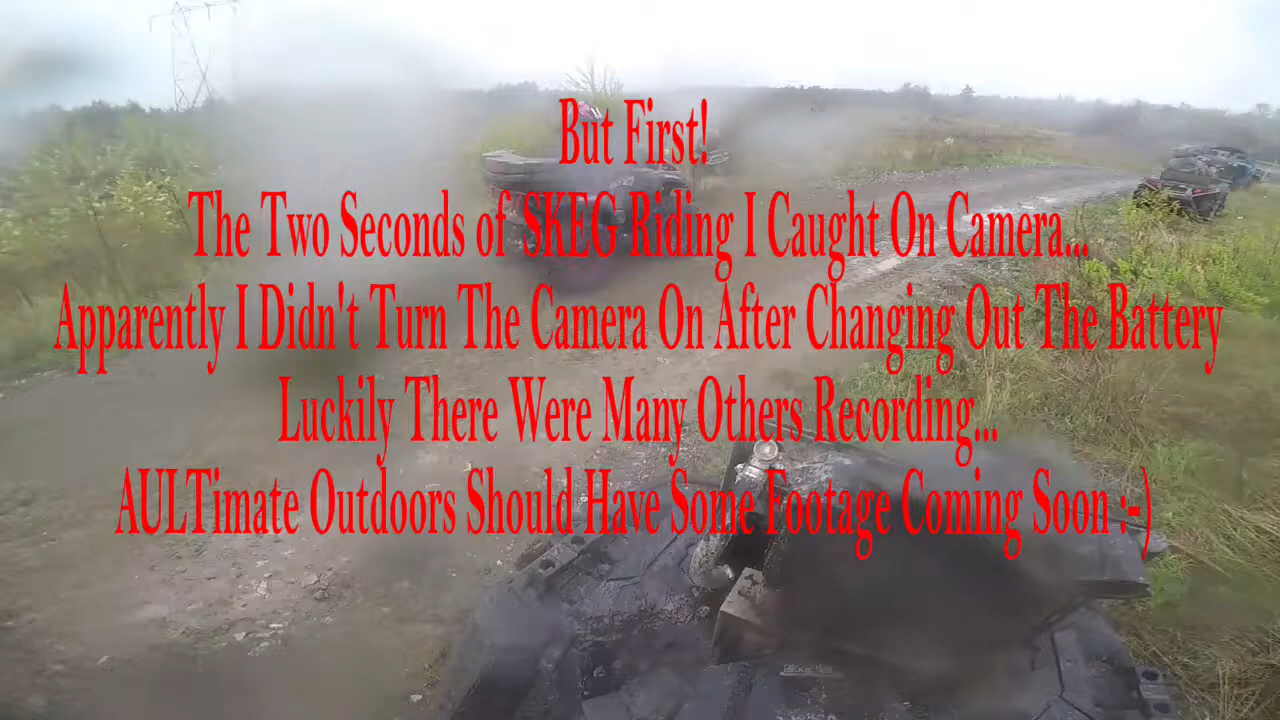 But First!
The Two Seconds of SKEG Riding I Caught On Camera...
Apparently I Didn't Turn The Camera On After Changing Out The Battery
Luckily There Were Many Others Recording...
AULTimate Outdoors Should Have Some Footage Coming Soon :-)